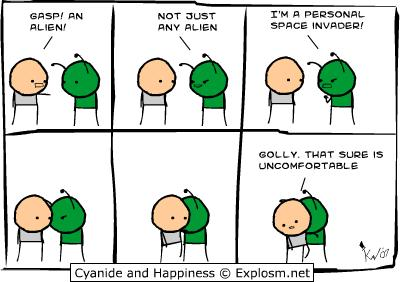 GASP! AN
ALIEN!
NOT JUST
ANY ALIEN
I'M A PERSONAL
SPACE INVADER!
GOLLY. THAT SURE IS
UNCOMFORTABLE
Cyanide and Happiness © Explosm.net